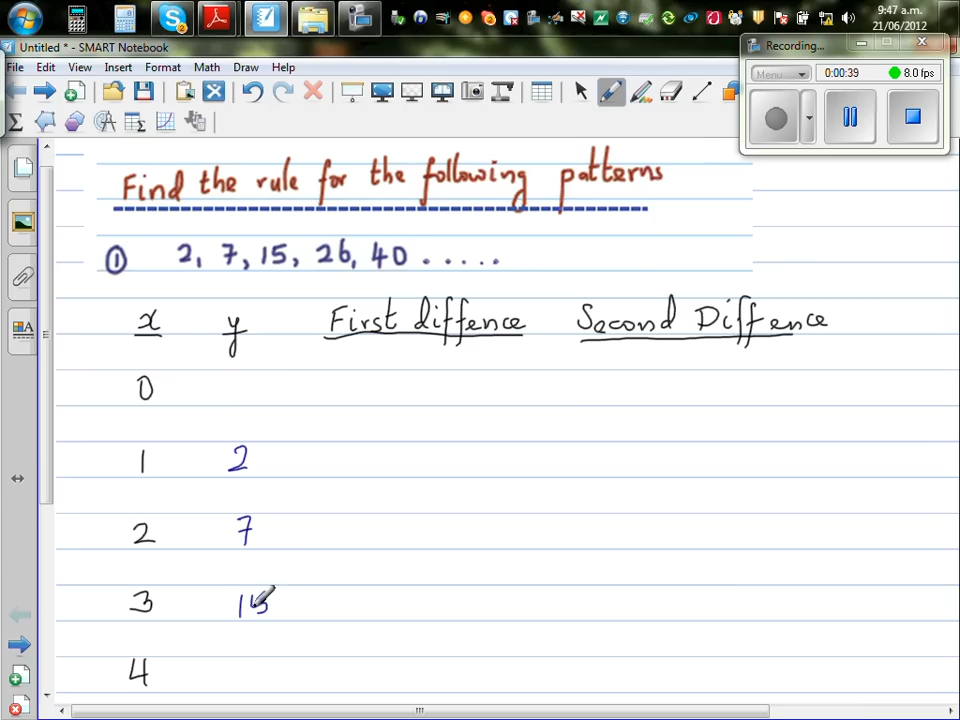 9:47 a.m.
21/06/2012
Untitled * - SMART Notebook
Recording...
File Edit View Insert Format Math Draw Help
Menu 0:00:39 8.0 fps
Find the rule for the following patterns
① 2, 7, 15, 26, 40 . . . . .
x y First diffence Second Diffence
0
1 2
2 7
3 15
4